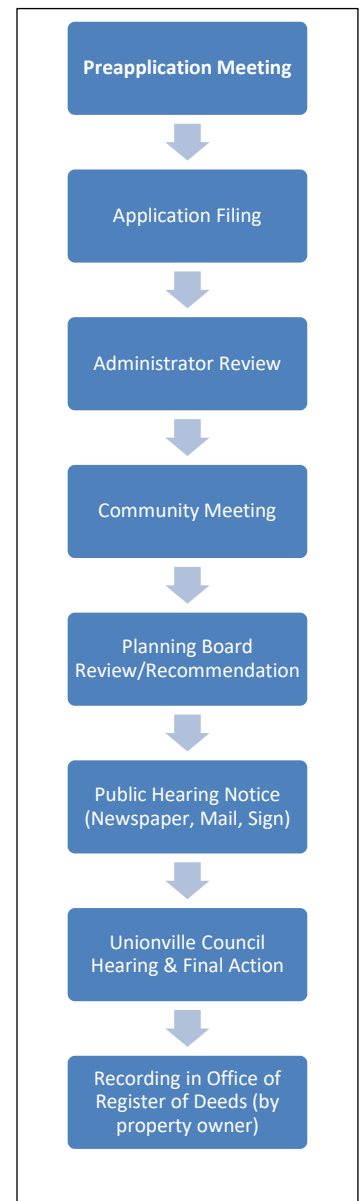 Preapplication Meeting
Application Filing
Administrator Review
Community Meeting
Planning Board
Review/Recommendation
Public Hearing Notice
(Newspaper, Mail, Sign)
Unionville Council
Hearing & Final Action
Recording in Office of
Register of Deeds (by
property owner)